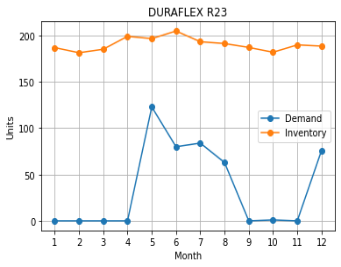 DURAFLEX R23
Units
200
150
100
50
0
Demand
Inventory
1 2 3 4 5 6 7 8 9 10 11 12
Month